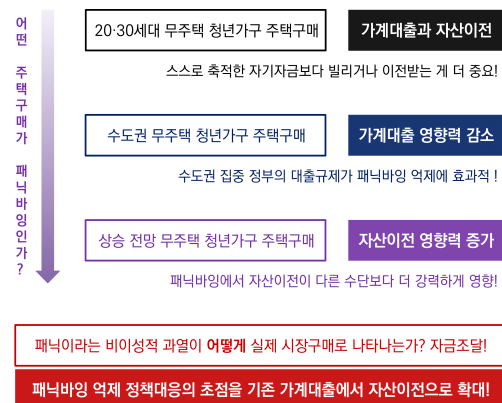 어떤 주택구매가 패닉바잉인가?
20·30세대 무주택 청년가구 주택구매
가계대출과 자산이전
스스로 축적한 자기자금보다 빌리거나 이전받는 게 더 중요!
수도권 무주택 청년가구 주택구매
가계대출 영향력 감소
수도권 집중 정부의 대출규제가 패닉바잉 억제에 효과적 !
상승 전망 무주택 청년가구 주택구매
자산이전 영향력 증가
패닉바잉에서 자산이전이 다른 수단보다 더 강력하게 영향!
패닉이라는 비이성적 과열이 어떻게 실제 시장구매로 나타나는가? 자금조달!
패닉바잉 억제 정책대응의 초점을 기존 가계대출에서 자산이전으로 확대!